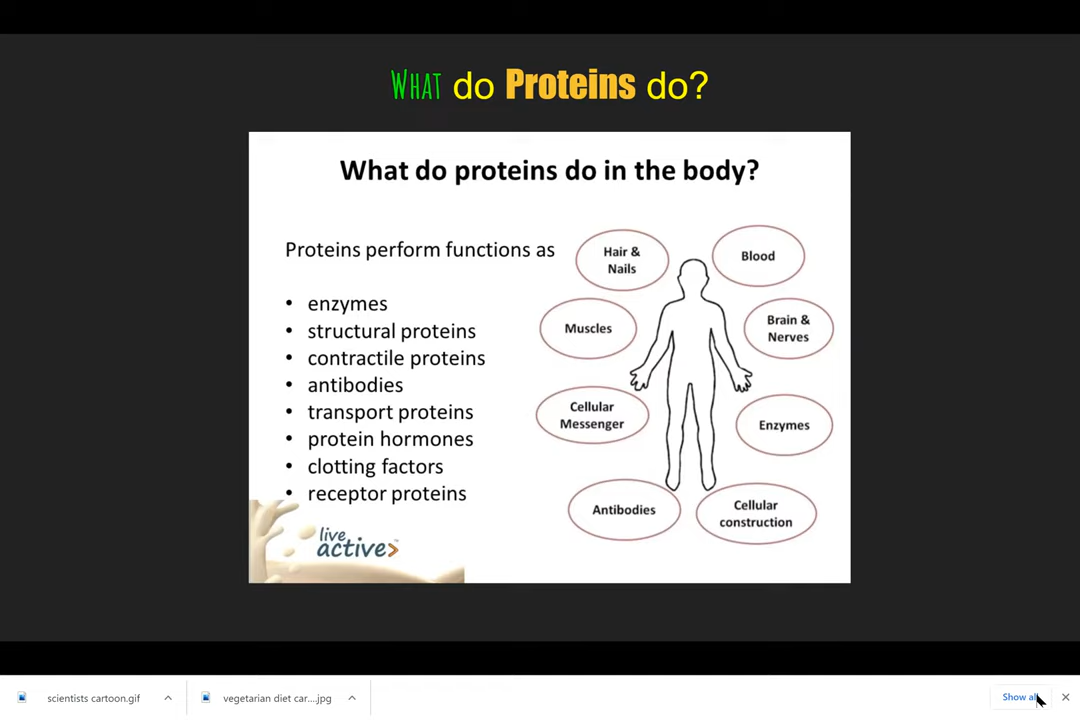 WHAT do Proteins do?
What do proteins do in the body?
Proteins perform functions as
• enzymes
• structural proteins
• contractile proteins
• antibodies
• transport proteins
• protein hormones
• clotting factors
• receptor proteins
live
active>
Hair &
Nails
Blood
Muscles
Brain &
Nerves
Cellular
Messenger
Enzymes
Antibodies
Cellular
construction
scientists cartoon.gif
vegetarian diet car....jpg
Show all